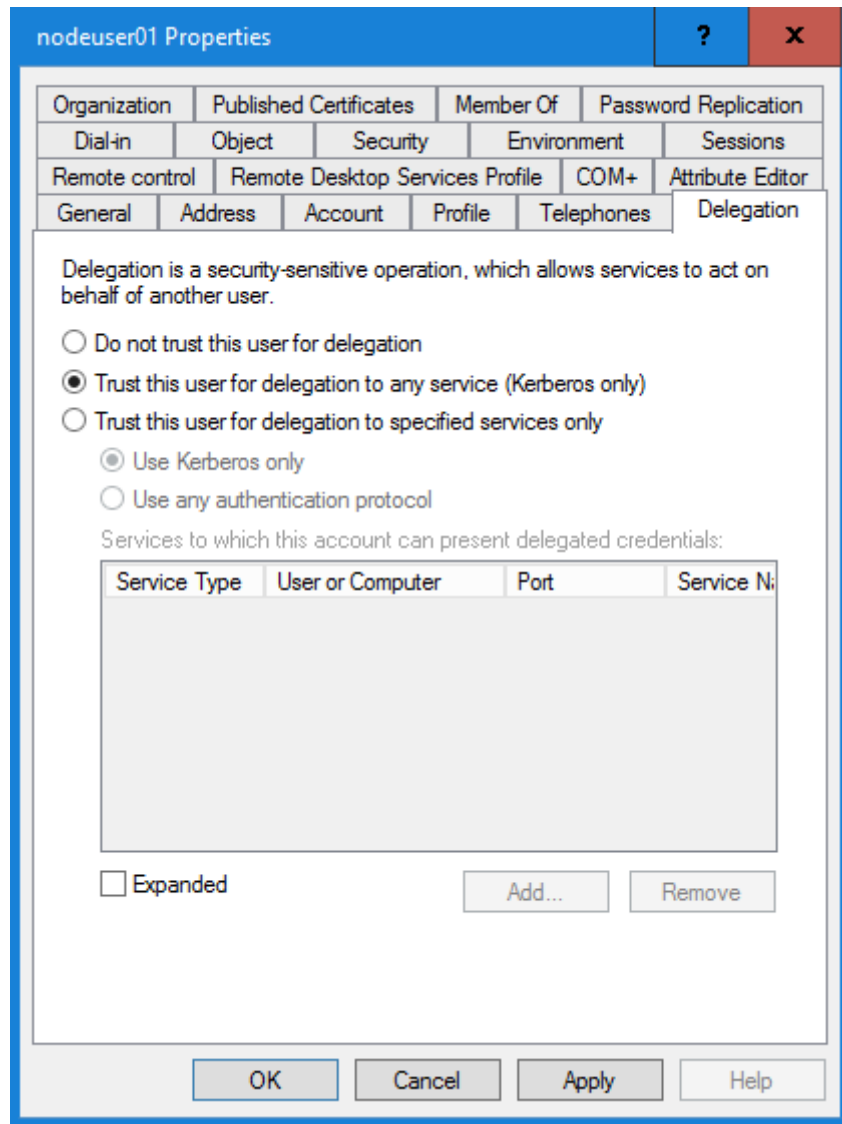 nodeuser01 Properties ? x
Organization Published Certificates Member Of Password Replication
Dial-in Object Security Environment Sessions
Remote control Remote Desktop Services Profile COM+ Attribute Editor
General Address Account Profile Telephones Delegation
Delegation is a security-sensitive operation, which allows services to act on
behalf of another user.
Do not trust this user for delegation
Trust this user for delegation to any service (Kerberos only)
Trust this user for delegation to specified services only
Use Kerberos only
Use any authentication protocol
Services to which this account can present delegated credentials:
Service Type User or Computer Port Service Na
Expanded Add... Remove
OK Cancel Apply Help